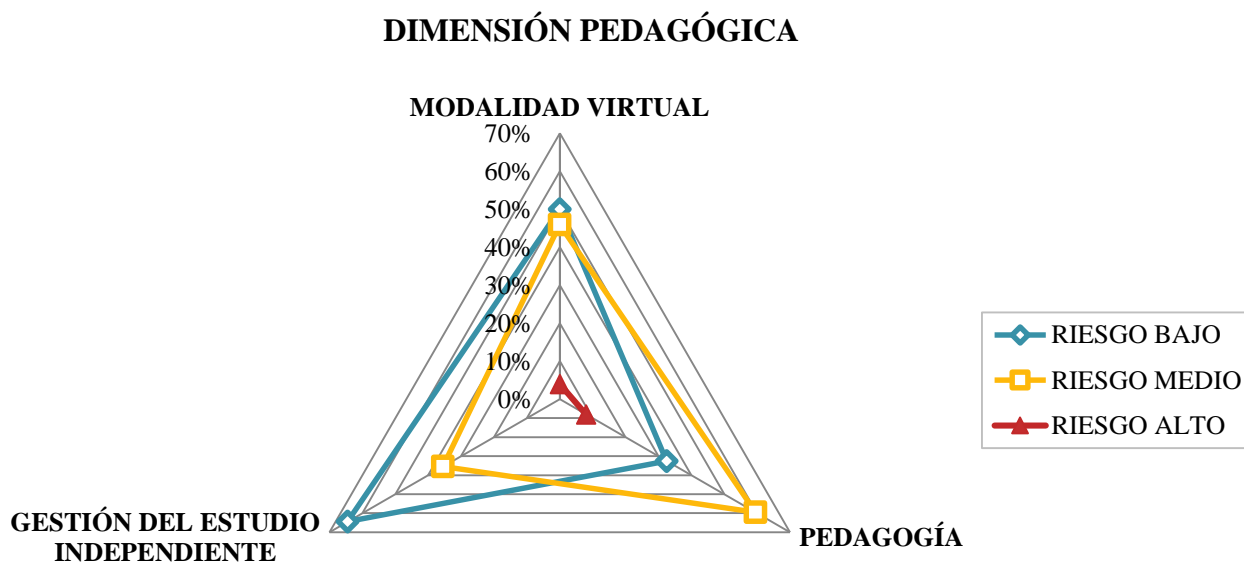 DIMENSIÓN PEDAGÓGICA
MODALIDAD VIRTUAL
70%
60%
50%
40%
30%
20%
10%
0%
GESTIÓN DEL ESTUDIO
INDEPENDIENTE
PEDAGOGÍA
RIESGO BAJO
RIESGO MEDIO
RIESGO ALTO